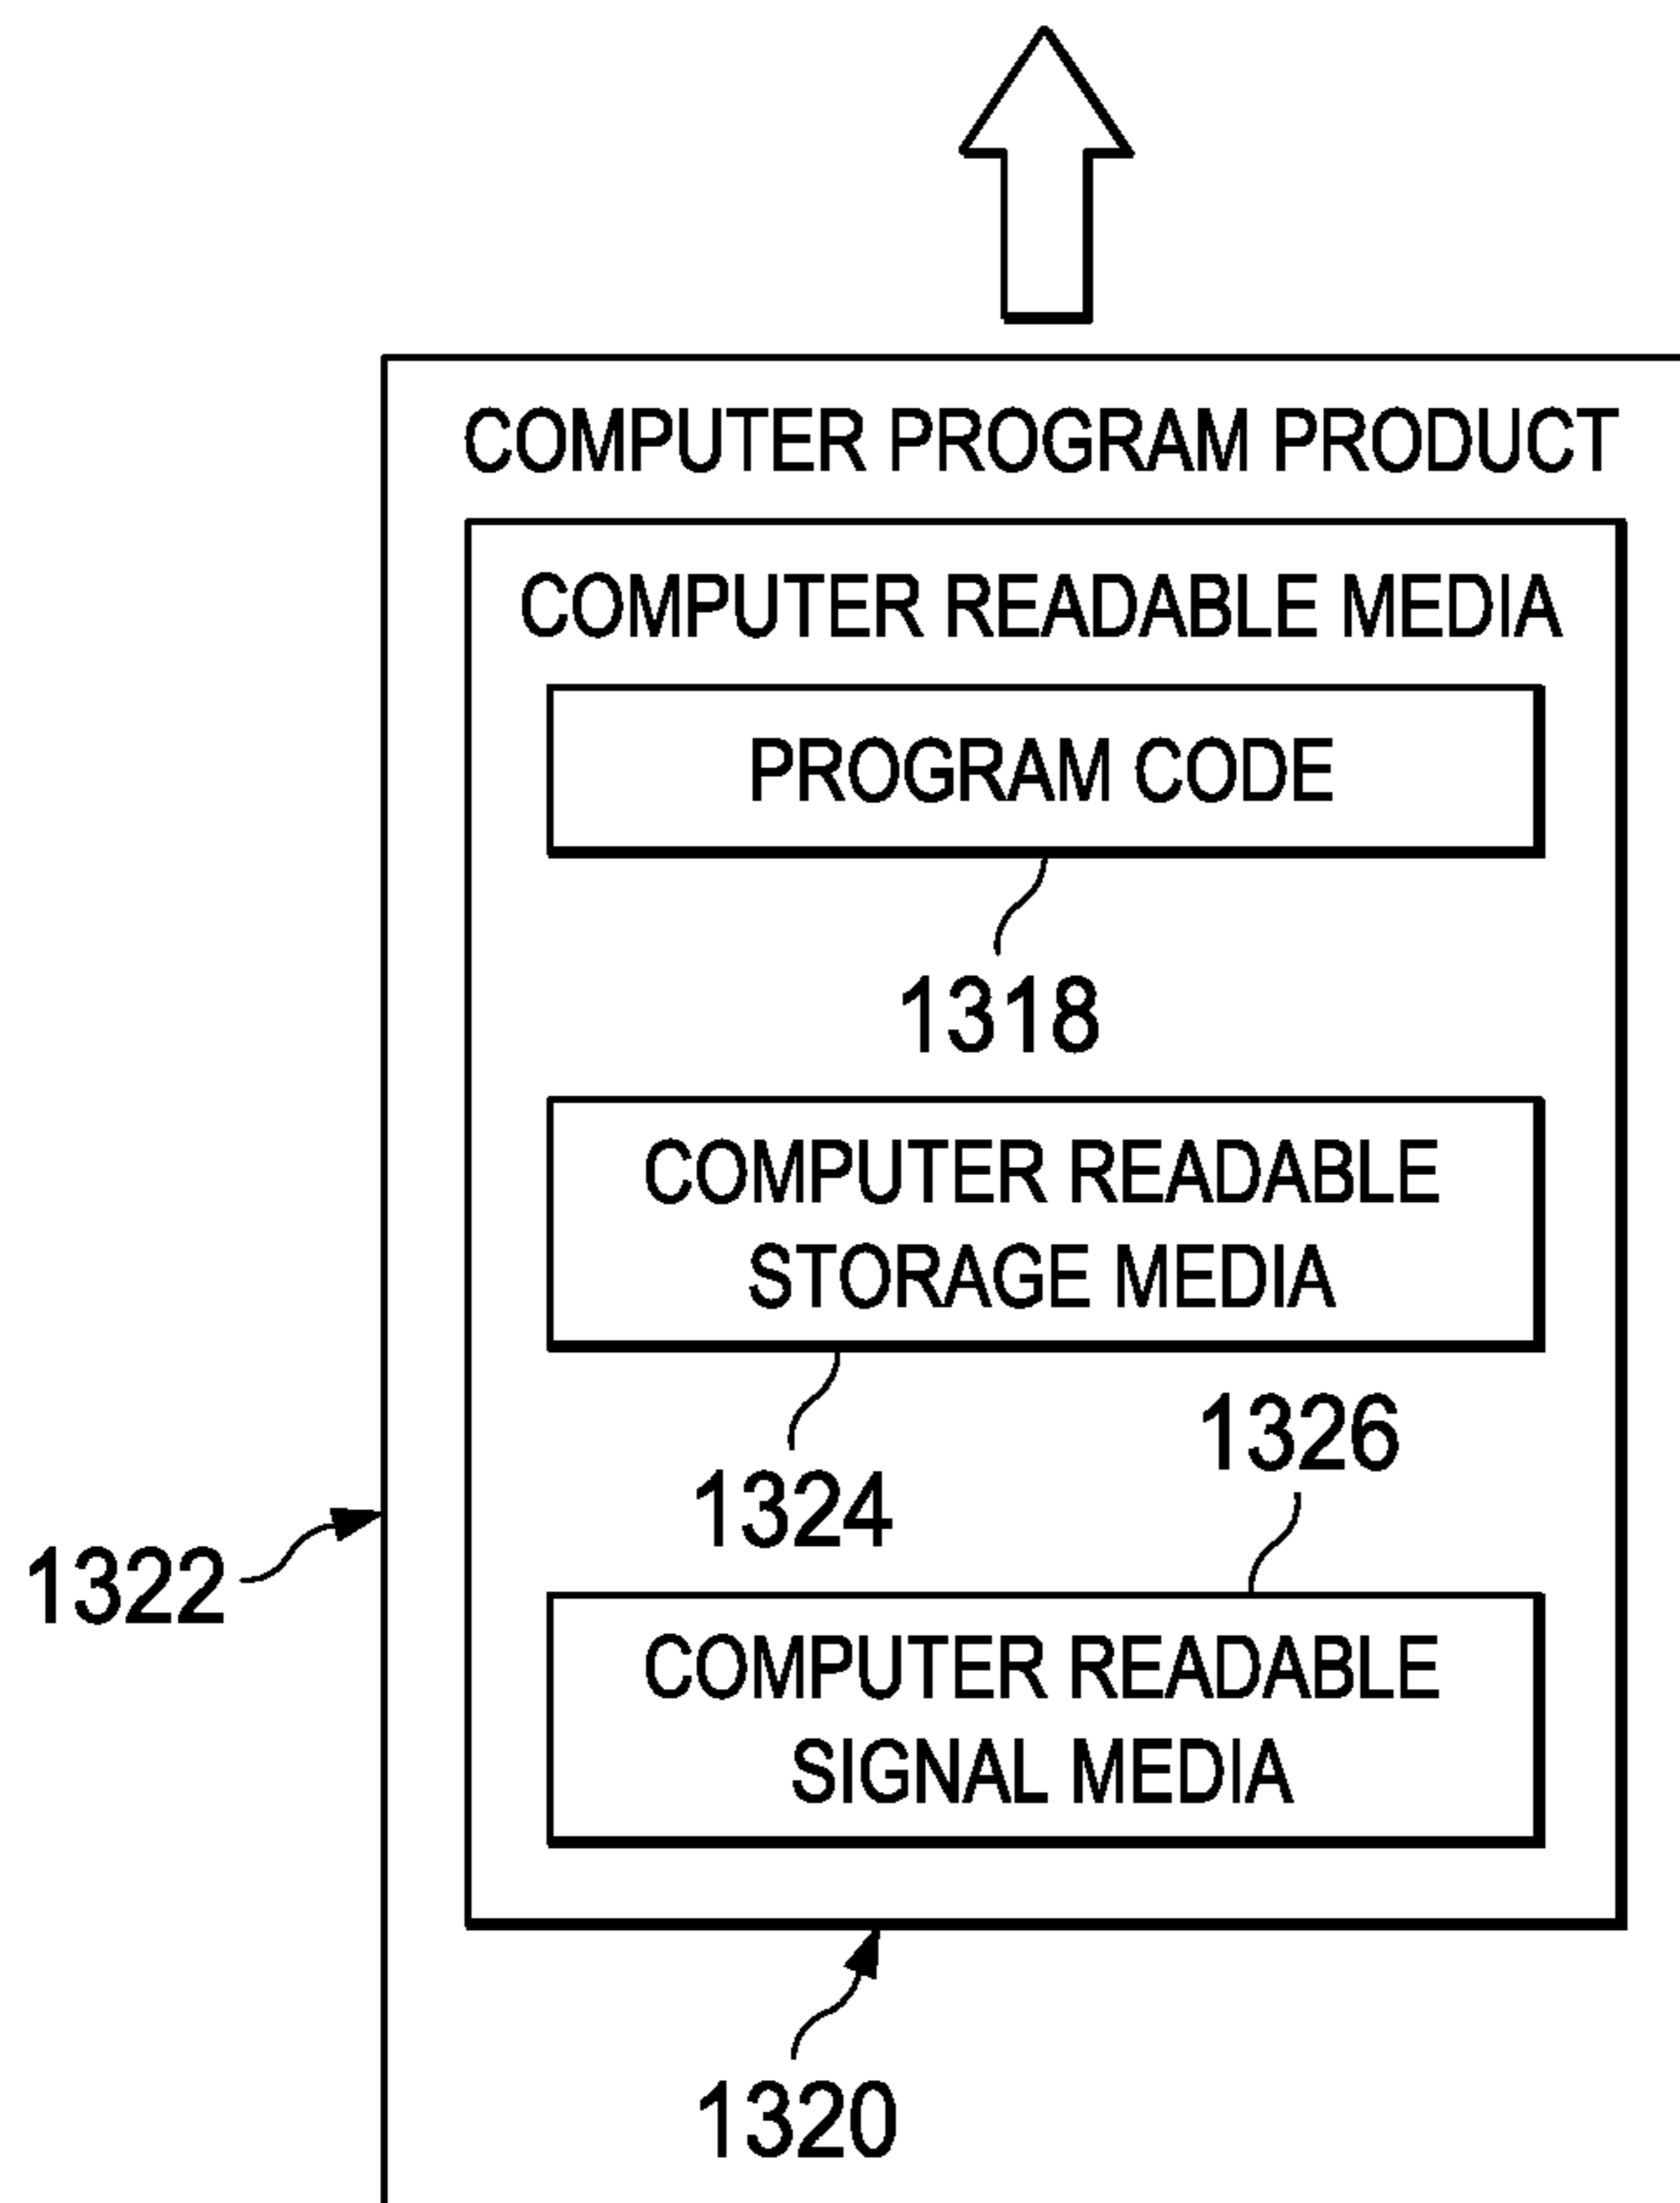 COMPUTER PROGRAM PRODUCT
COMPUTER READABLE MEDIA
PROGRAM CODE
1318
COMPUTER READABLE
STORAGE MEDIA
1326
1324
1322
COMPUTER READABLE
SIGNAL MEDIA
1320